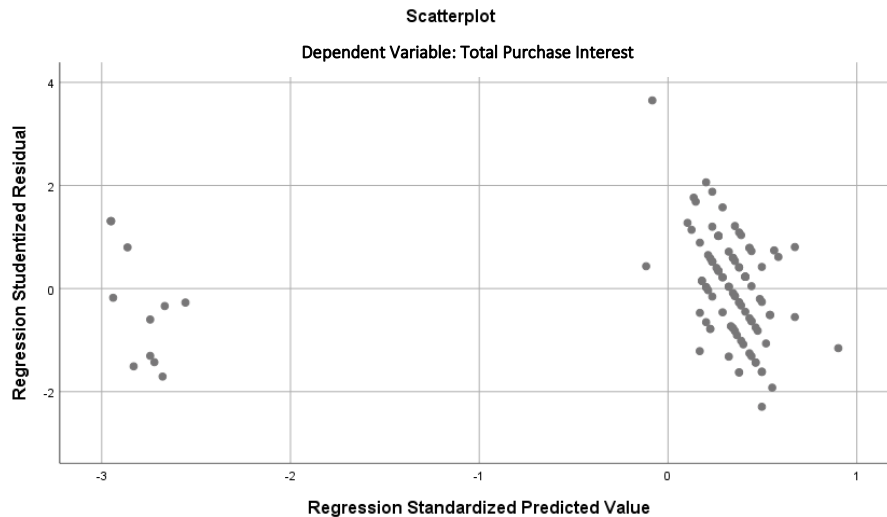 Scatterplot
Dependent Variable: Total Purchase Interest
Regression Studentized Residual
4
2
0
-2
-3
-2
-1
0
1
Regression Standardized Predicted Value